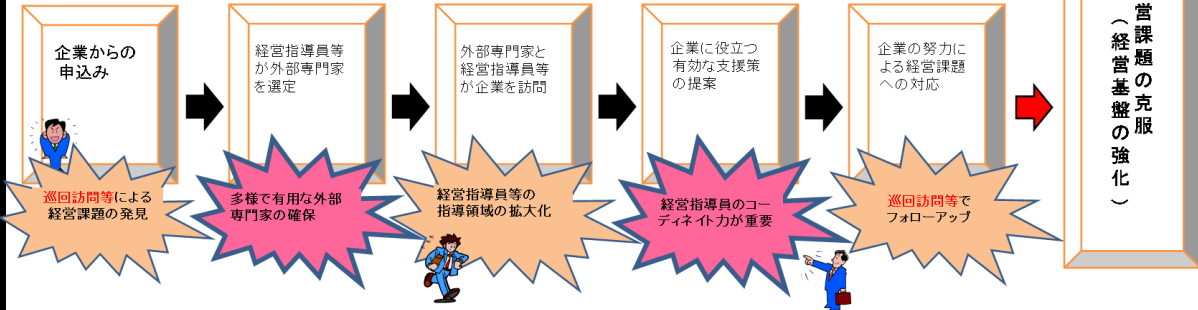 企業からの
申込み
経営指導員等
が外部専門家
を選定
外部専門家と
経営指導員等
が企業を訪問
企業に役立つ
有効な支援策
の提案
企業の努力に
よる経営課題
への対応
営課題の克服
（経営基盤の強化）
巡回訪問等による
経営課題の発見
多様で有用な外部
専門家の確保
経営指導員等の
指導領域の拡大化
経営指導員のコー
ディネイト力が重要
巡回訪問等で
フォローアップ